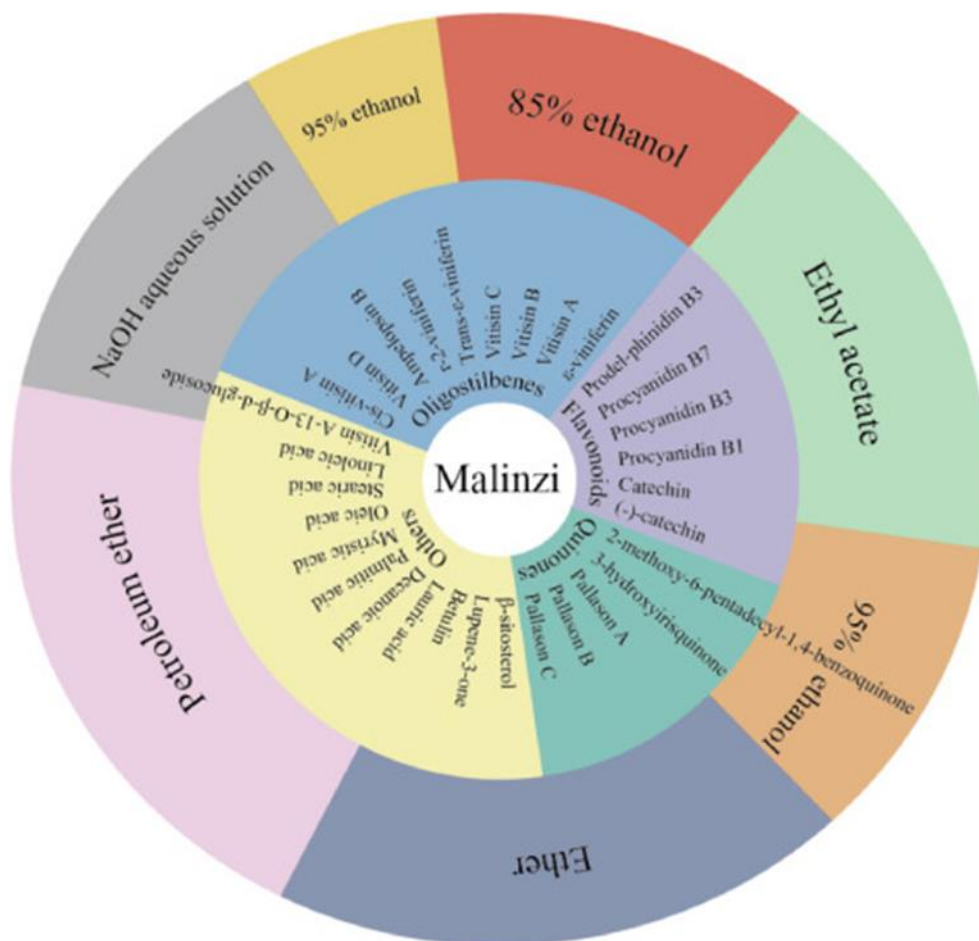 95% ethanol
85% ethanol
Ethyl acetate
95%
ethanol
Ether
Petroleum ether
NaOH aqueous solution
Malinzi
Oligostilbenes
Cis-vitisin A
Vitisin D
Ampelopsin B
r-2-viniferin
Trans-ε-viniferin
Vitisin C
Vitisin B
Vitisin A
ε-viniferin
Flavonoids
Prodel-phinidin B3
Procyanidin B7
Procyanidin B3
Procyanidin B1
Catechin
(-)-catechin
Quinones
2-methoxy-6-pentadecyl-1,4-benzoquinone
3-hydroxyirisquinone
Pallason A
Pallason B
Pallason C
Others
β-sitosterol
Lupene-3-one
Betulin
Lauric acid
Decanoic acid
Palmitic acid
Myristic acid
Oleic acid
Stearic acid
Linoleic acid
Vitisin A-13-O-β-d-glucoside